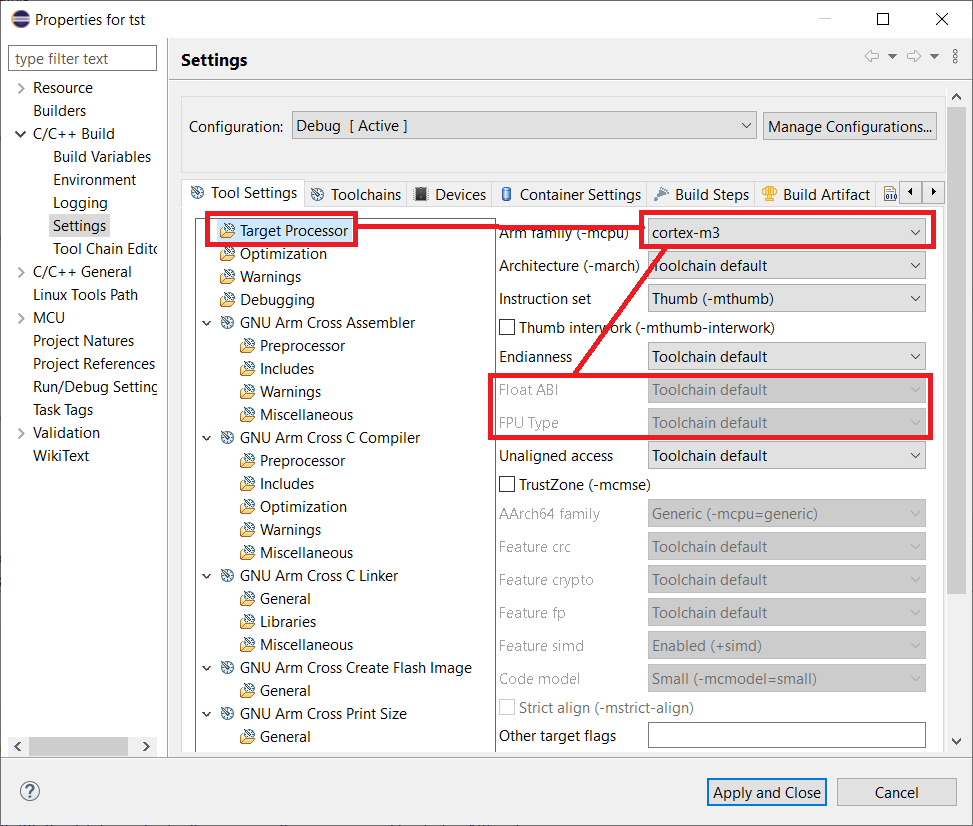 Properties for tst
type filter text
Resource
Builders
C/C++ Build
Build Variables
Environment
Logging
Settings
Tool Chain Edito
C/C++ General
Linux Tools Path
MCU
Project Natures
Project References
Run/Debug Setting
Task Tags
Validation
WikiText
Settings
Configuration: Debug [ Active ] Manage Configurations...
Tool Settings Toolchains Devices Container Settings Build Steps Build Artifact
Target Processor
Optimization
Warnings
Debugging
GNU Arm Cross Assembler
Preprocessor
Includes
Warnings
Miscellaneous
GNU Arm Cross C Compiler
Preprocessor
Includes
Optimization
Warnings
Miscellaneous
GNU Arm Cross C Linker
General
Libraries
Miscellaneous
GNU Arm Cross Create Flash Image
General
GNU Arm Cross Print Size
General
Arm family (-mcpu) cortex-m3
Architecture (-march) Toolchain default
Instruction set Thumb (-mthumb)
Thumb interwork (-mthumb-interwork)
Endianness Toolchain default
Float ABI Toolchain default
FPU Type Toolchain default
Unaligned access Toolchain default
TrustZone (-mcmse)
AArch64 family Generic (-mcpu=generic)
Feature crc Toolchain default
Feature crypto Toolchain default
Feature fp Toolchain default
Feature simd Enabled (+simd)
Code model Small (-mcmodel=small)
Strict align (-mstrict-align)
Other target flags
Apply and Close Cancel